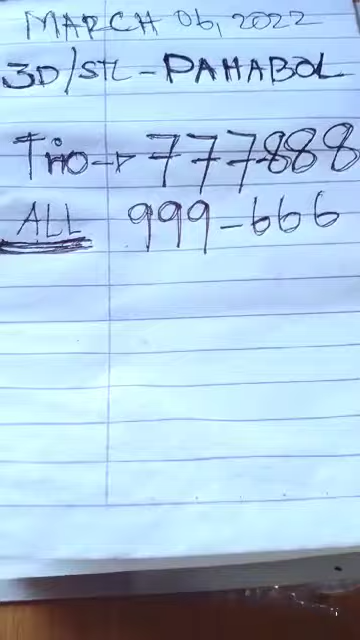 MARCH 06, 2022
3D/STL - PAHABOL
Trio-> 777-888
ALL 999-666